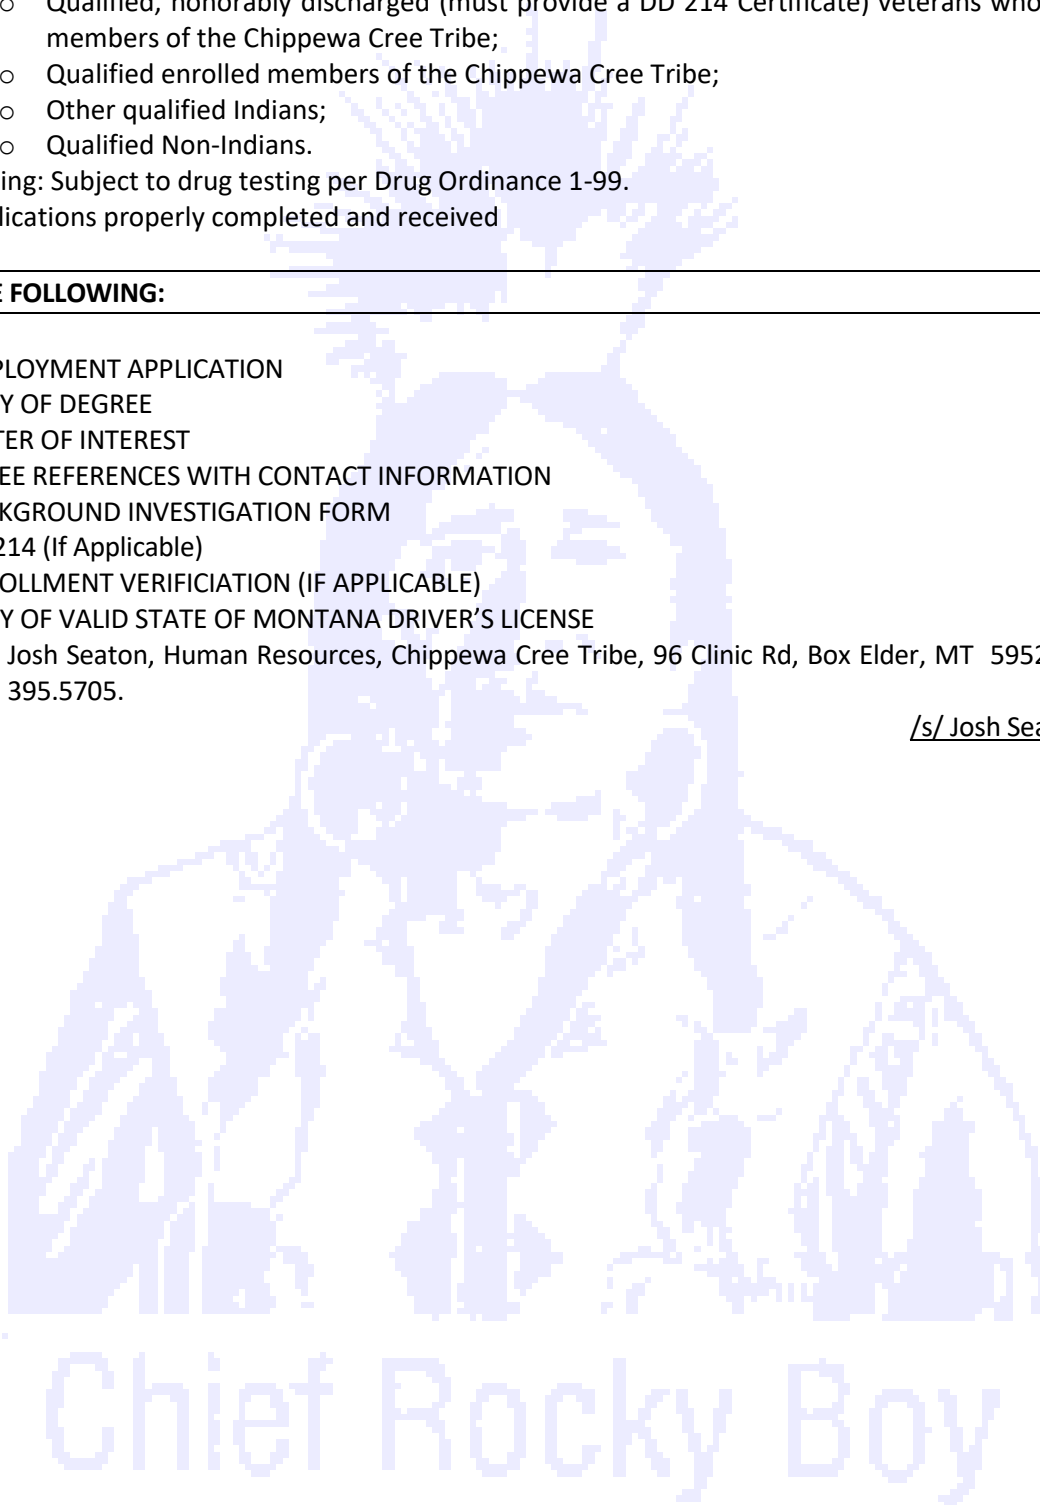 o Qualified, honorably discharged (must provide a DD 214 Certificate) veterans who
members of the Chippewa Cree Tribe;
o Qualified enrolled members of the Chippewa Cree Tribe;
o Other qualified Indians;
o Qualified Non-Indians.
ing: Subject to drug testing per Drug Ordinance 1-99.
lications properly completed and received
E FOLLOWING:
PLOYMENT APPLICATION
Y OF DEGREE
TER OF INTEREST
EE REFERENCES WITH CONTACT INFORMATION
KGROUND INVESTIGATION FORM
214 (If Applicable)
OLLMENT VERIFICIATION (IF APPLICABLE)
Y OF VALID STATE OF MONTANA DRIVER’S LICENSE
Josh Seaton, Human Resources, Chippewa Cree Tribe, 96 Clinic Rd, Box Elder, MT 5952
395.5705.
/s/ Josh Sea
Chief Rocky Boy